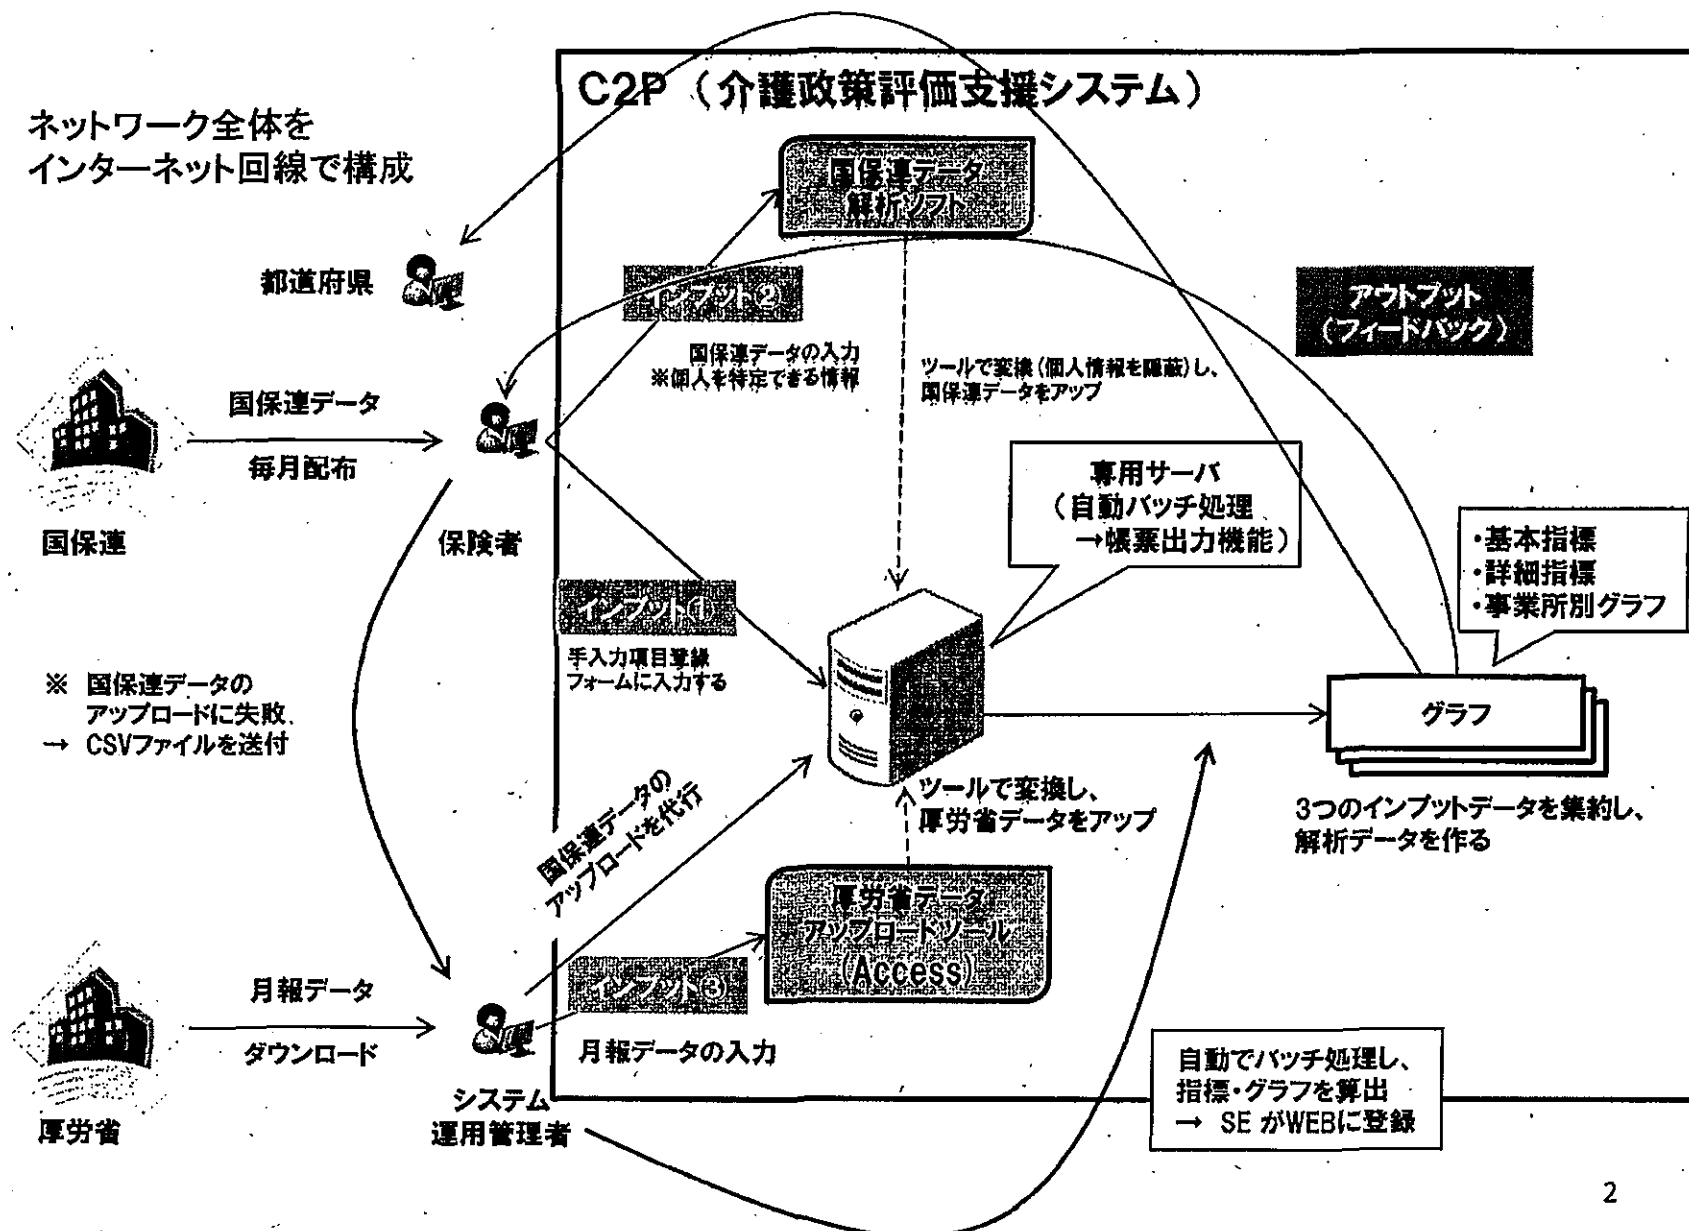 C2P（介護政策評価支援システム）
ネットワーク全体を
インターネット回線で構成
国保連データ
解析ソフト
都道府県
インプット②
アウトプット
（フィードバック）
国保連データの入力
※個人を特定できる情報
ツールで変換（個人情報を隠蔽）し、
国保連データをアップ
国保連データ
毎月配布
国保連
保険者
専用サーバ
（自動バッチ処理
→帳票出力機能）
・基本指標
・詳細指標
・事業所別グラフ
インプット①
手入力項目登録
フォームに入力する
※ 国保連データの
アップロードに失敗
→ CSVファイルを送付
グラフ
3つのインプットデータを集約し、
解析データを作る
国保連データの
アップロードを代行
ツールで変換し、
厚労省データをアップ
厚労省データ
アップロードツール
(Access)
インプット③
月報データの入力
月報データ
ダウンロード
厚労省
システム
運用管理者
自動でバッチ処理し、
指標・グラフを算出
→ SEがWEBに登録
2